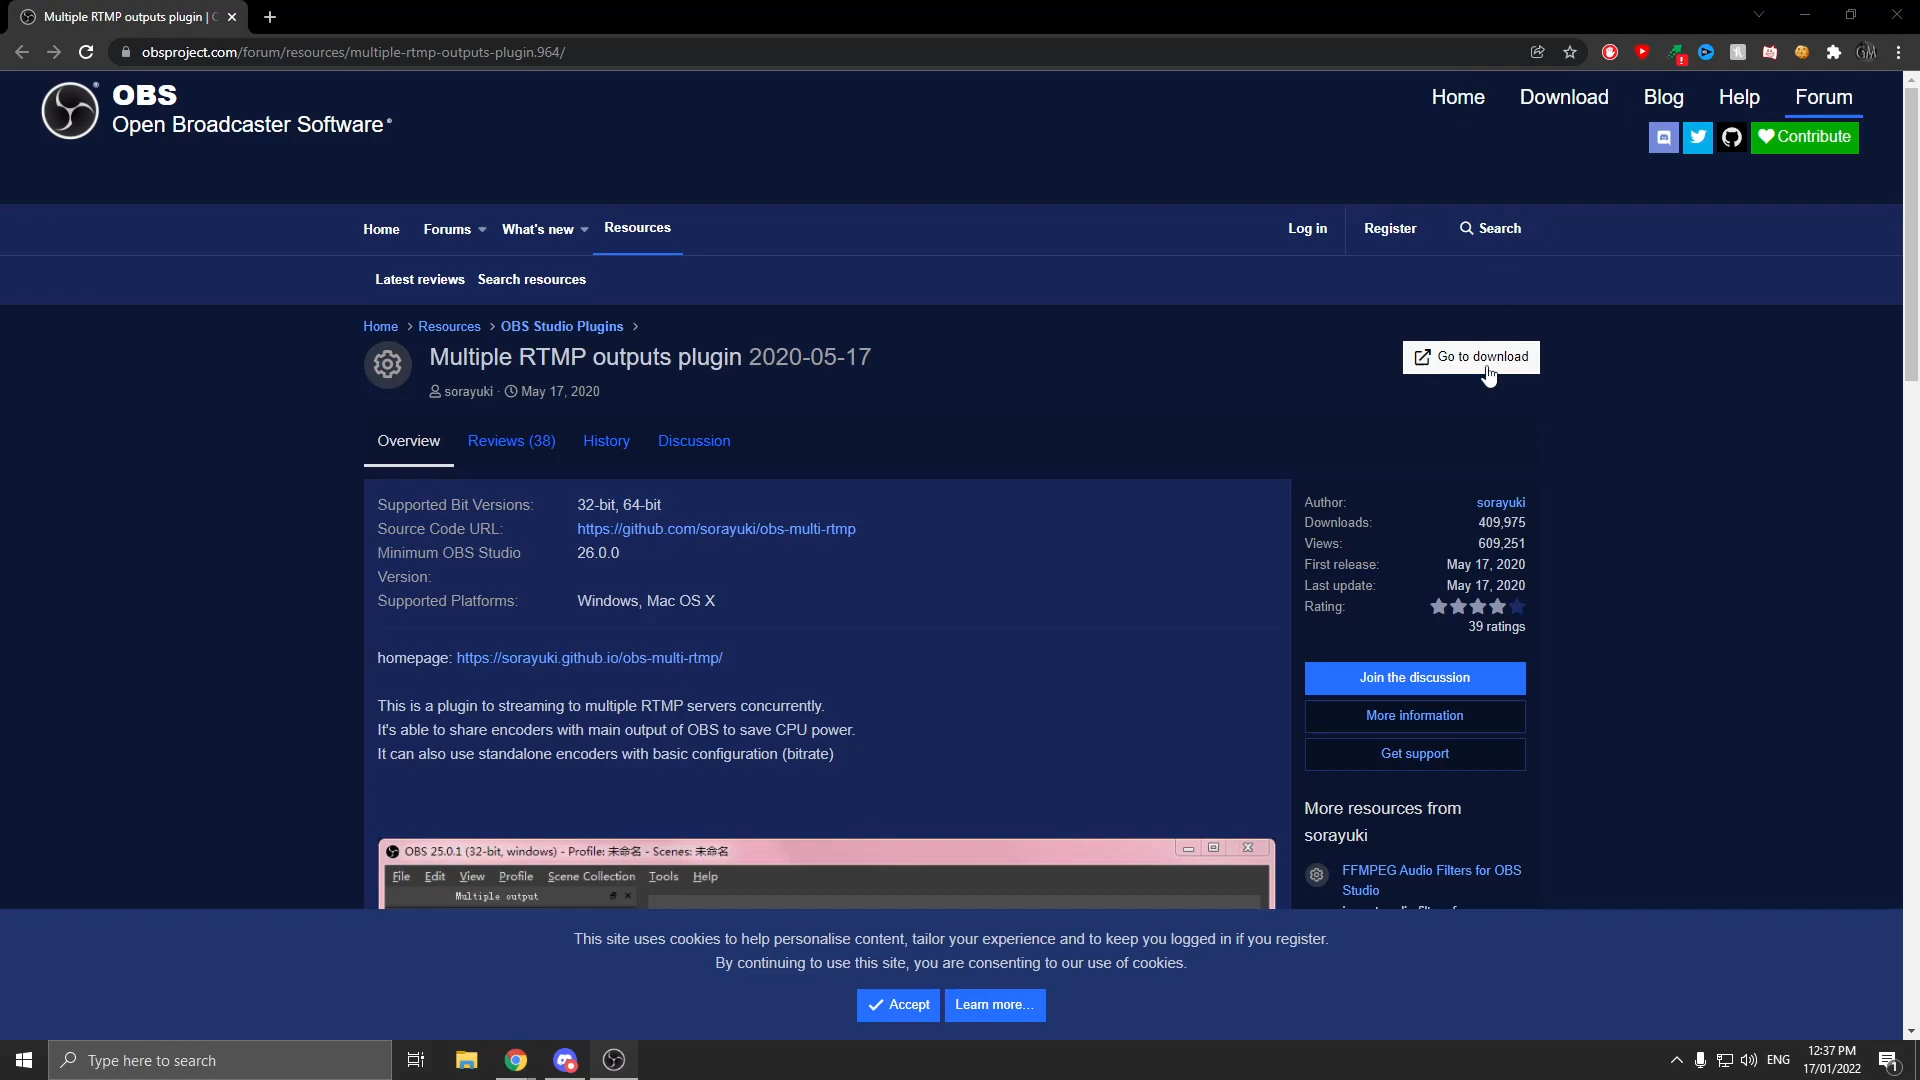 Multiple RTMP outputs plugin |
obsproject.com/forum/resources/multiple-rtmp-outputs-plugin.964/
GM
OBS
Open Broadcaster Software
Home Download Blog Help Forum
Contribute
Home Forums What's new Resources Log in Register Search
Latest reviews Search resources
Home › Resources › OBS Studio Plugins ›
Multiple RTMP outputs plugin 2020-05-17
Go to download
sorayuki · May 17, 2020
Overview Reviews (38) History Discussion
Supported Bit Versions: 32-bit, 64-bit
Source Code URL: https://github.com/sorayuki/obs-multi-rtmp
Minimum OBS Studio 26.0.0
Version:
Supported Platforms: Windows, Mac OS X
homepage: https://sorayuki.github.io/obs-multi-rtmp/
This is a plugin to streaming to multiple RTMP servers concurrently.
It's able to share encoders with main output of OBS to save CPU power.
It can also use standalone encoders with basic configuration (bitrate)
Author: sorayuki
Downloads: 409,975
Views: 609,251
First release: May 17, 2020
Last update: May 17, 2020
Rating:
39 ratings
Join the discussion
More information
Get support
More resources from
sorayuki
FFMPEG Audio Filters for OBS
Studio
OBS 25.0.1 (32-bit, windows) - Profile: 未命名 - Scenes: 未命名
File Edit View Profile Scene Collection Tools Help
Multiple output
This site uses cookies to help personalise content, tailor your experience and to keep you logged in if you register.
By continuing to use this site, you are consenting to our use of cookies.
Accept Learn more...
Type here to search
ENG
12:37 PM
17/01/2022
1